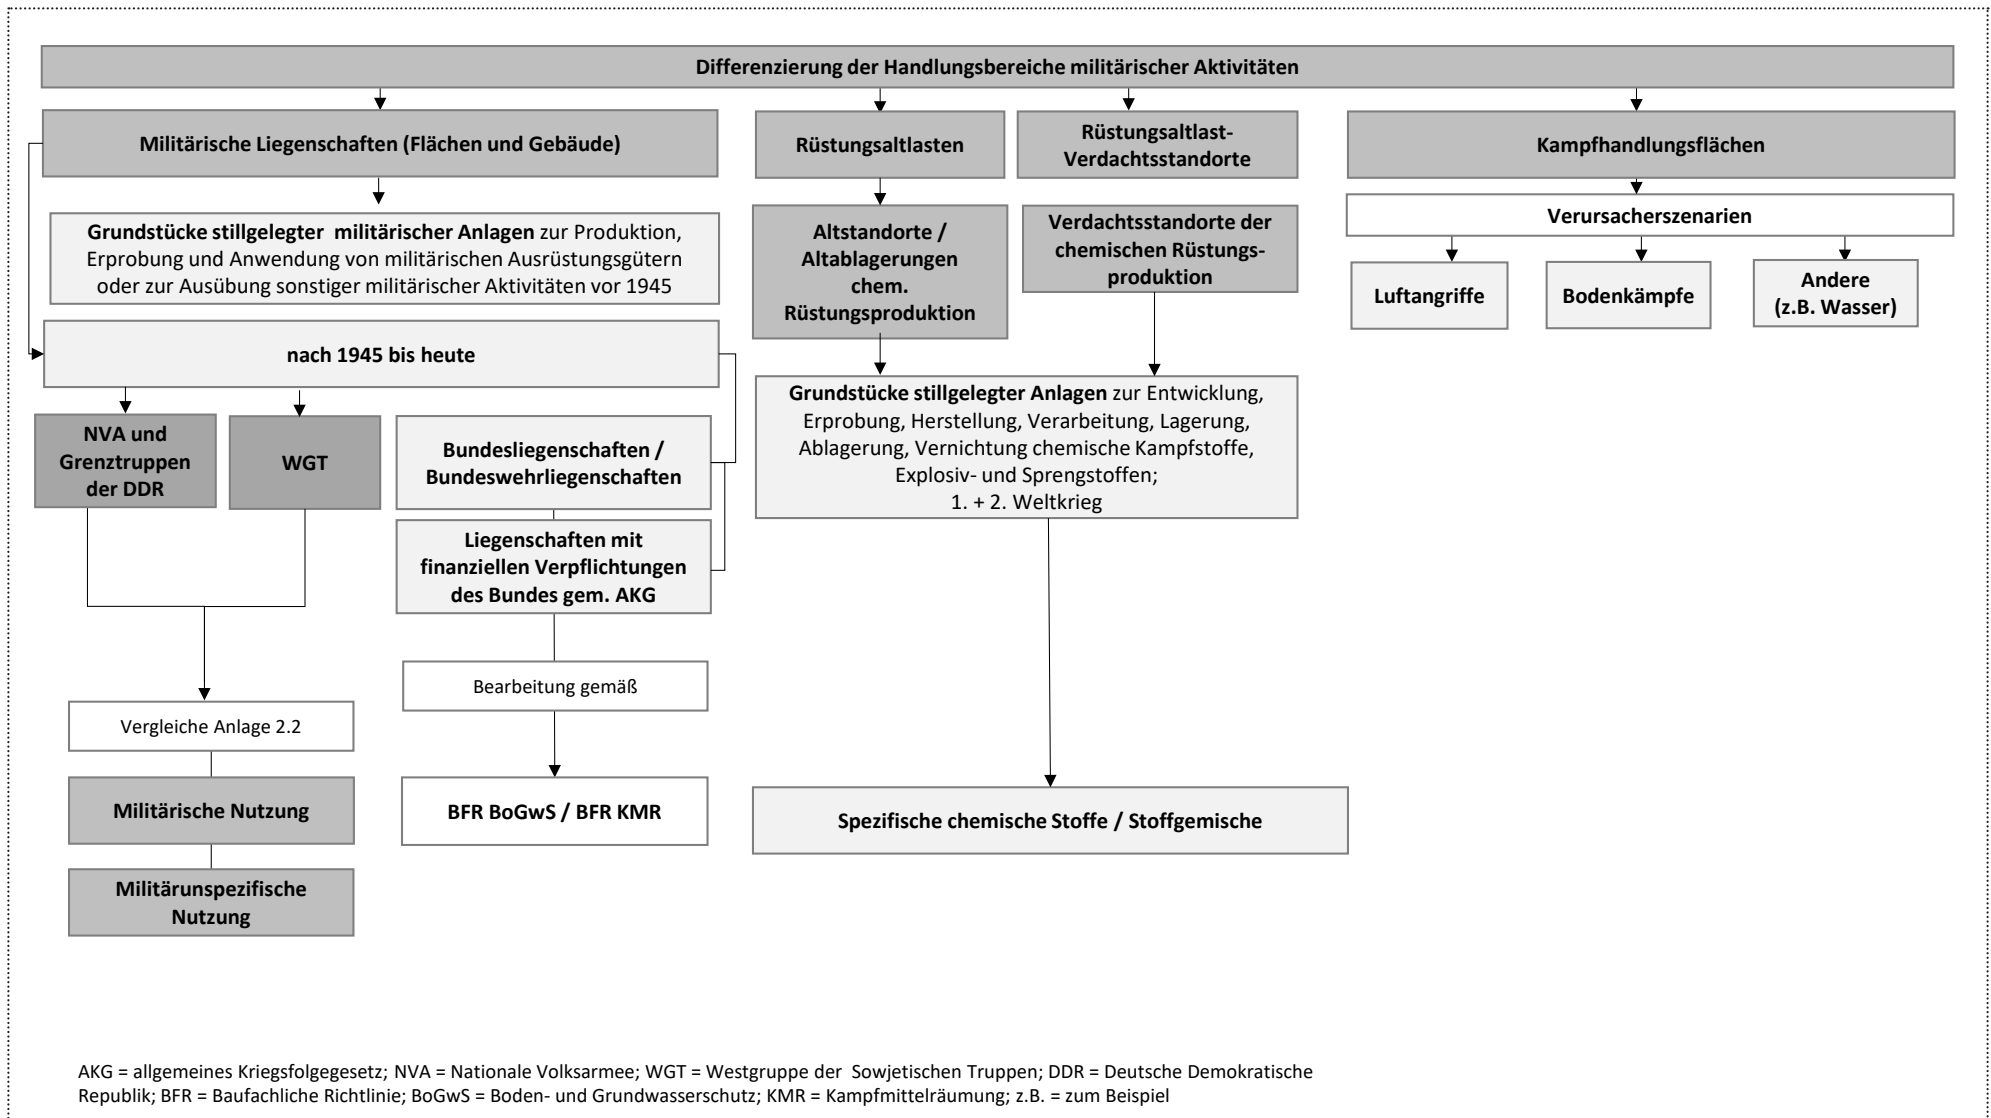 Differenzierung der Handlungsbereiche militärischer Aktivitäten
Militärische Liegenschaften (Flächen und Gebäude)
Rüstungsaltlasten
Rüstungsaltlast-
Verdachtsstandorte
Kampfhandlungsflächen
Grundstücke stillgelegter militärischer Anlagen zur Produktion,
Erprobung und Anwendung von militärischen Ausrüstungsgütern
oder zur Ausübung sonstiger militärischer Aktivitäten vor 1945
Altstandorte /
Altablagerungen
chem.
Rüstungsproduktion
Verdachtsstandorte der
chemischen Rüstungs-
produktion
Verursacherszenarien
Luftangriffe
Bodenkämpfe
Andere
(z.B. Wasser)
nach 1945 bis heute
NVA und
Grenztruppen
der DDR
WGT
Bundesliegenschaften /
Bundeswehrliegenschaften
Liegenschaften mit
finanziellen Verpflichtungen
des Bundes gem. AKG
Grundstücke stillgelegter Anlagen zur Entwicklung,
Erprobung, Herstellung, Verarbeitung, Lagerung,
Ablagerung, Vernichtung chemische Kampfstoffe,
Explosiv- und Sprengstoffen;
1. + 2. Weltkrieg
Bearbeitung gemäß
Vergleiche Anlage 2.2
Militärische Nutzung
Militärunspezifische
Nutzung
BFR BoGwS / BFR KMR
Spezifische chemische Stoffe / Stoffgemische
AKG = allgemeines Kriegsfolgegesetz; NVA = Nationale Volksarmee; WGT = Westgruppe der Sowjetischen Truppen; DDR = Deutsche Demokratische
Republik; BFR = Baufachliche Richtlinie; BoGwS = Boden- und Grundwasserschutz; KMR = Kampfmittelräumung; z.B. = zum Beispiel